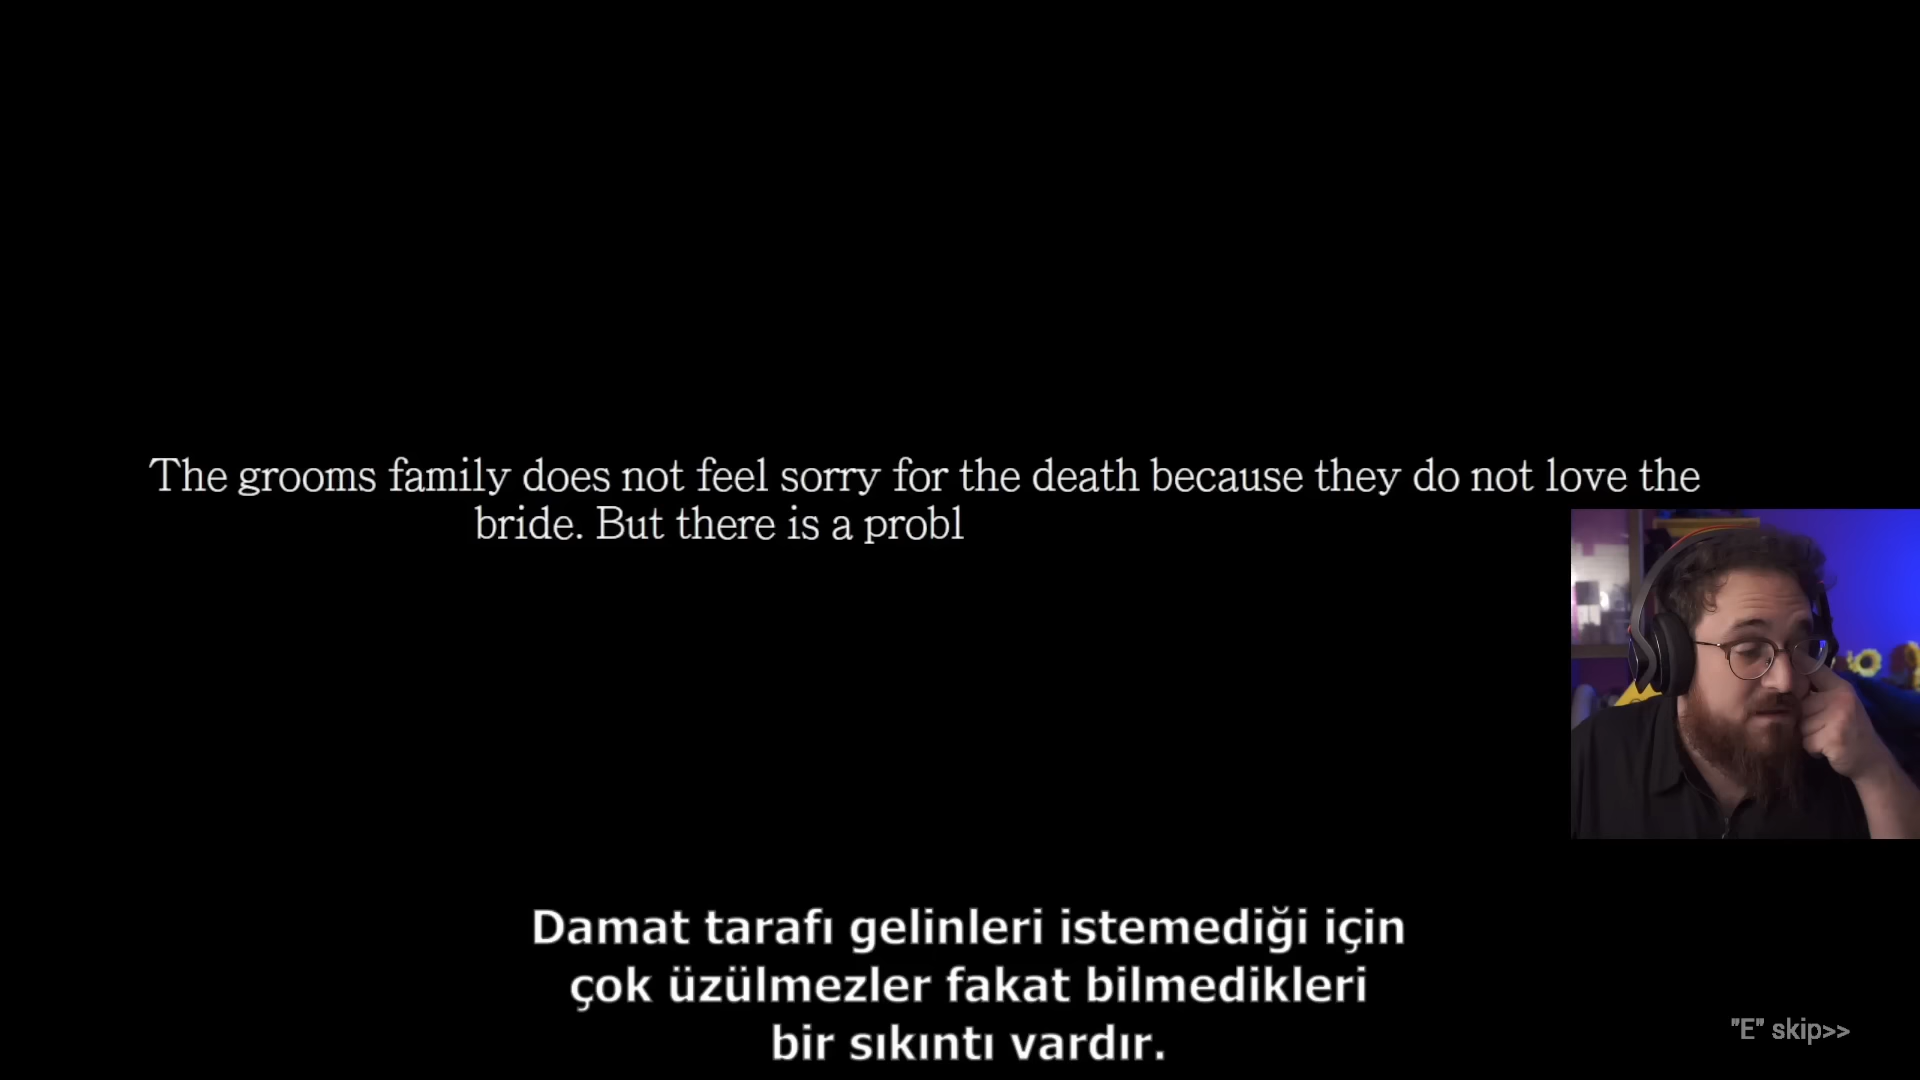 The grooms family does not feel sorry for the death because they do not love the
bride. But there is a probl
Damat tarafı gelinleri istemediği için
çok üzülmezler fakat bilmedikleri
bir sıkıntı vardır.
"E" skip>>